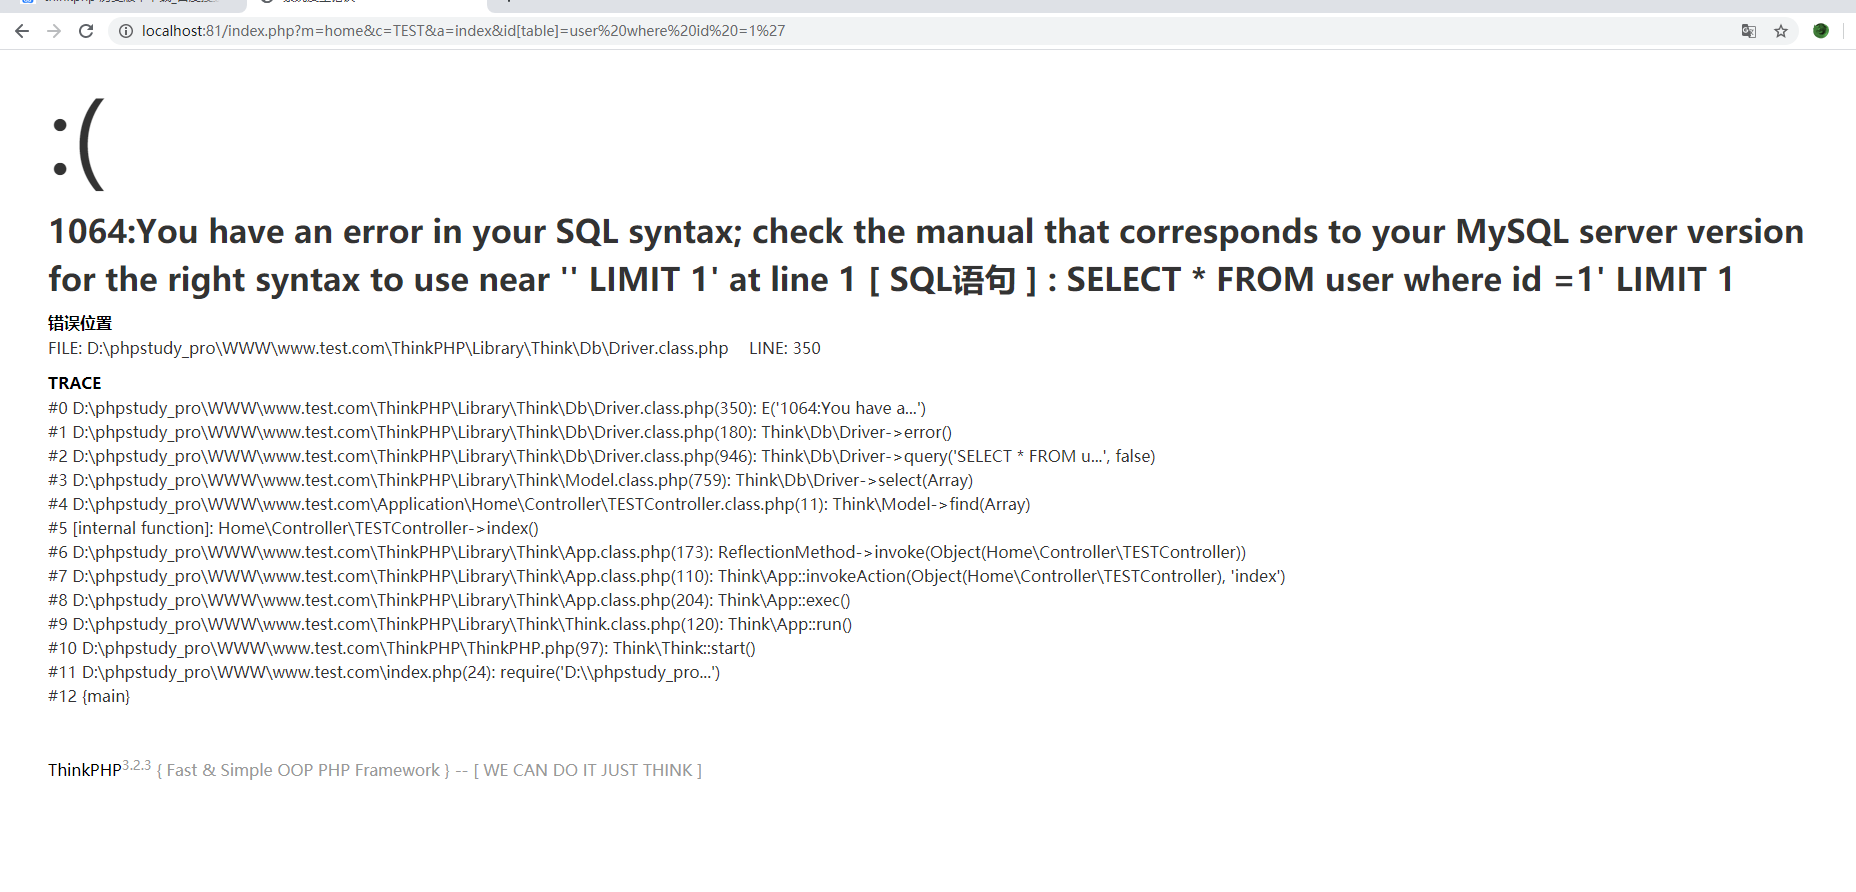 localhost:81/index.php?m=home&c=TEST&a=index&id[table]=user%20where%20id%20=1%27
:(
1064:You have an error in your SQL syntax; check the manual that corresponds to your MySQL server version
for the right syntax to use near '' LIMIT 1' at line 1 [ SQL语句 ] : SELECT * FROM user where id =1' LIMIT 1
错误位置
FILE: D:\phpstudy_pro\WWW\www.test.com\ThinkPHP\Library\Think\Db\Driver.class.php LINE: 350
TRACE
#0 D:\phpstudy_pro\WWW\www.test.com\ThinkPHP\Library\Think\Db\Driver.class.php(350): E('1064:You have a...')
#1 D:\phpstudy_pro\WWW\www.test.com\ThinkPHP\Library\Think\Db\Driver.class.php(180): Think\Db\Driver->error()
#2 D:\phpstudy_pro\WWW\www.test.com\ThinkPHP\Library\Think\Db\Driver.class.php(946): Think\Db\Driver->query('SELECT * FROM u...', false)
#3 D:\phpstudy_pro\WWW\www.test.com\ThinkPHP\Library\Think\Model.class.php(759): Think\Db\Driver->select(Array)
#4 D:\phpstudy_pro\WWW\www.test.com\Application\Home\Controller\TESTController.class.php(11): Think\Model->find(Array)
#5 [internal function]: Home\Controller\TESTController->index()
#6 D:\phpstudy_pro\WWW\www.test.com\ThinkPHP\Library\Think\App.class.php(173): ReflectionMethod->invoke(Object(Home\Controller\TESTController))
#7 D:\phpstudy_pro\WWW\www.test.com\ThinkPHP\Library\Think\App.class.php(110): Think\App::invokeAction(Object(Home\Controller\TESTController), 'index')
#8 D:\phpstudy_pro\WWW\www.test.com\ThinkPHP\Library\Think\App.class.php(204): Think\App::exec()
#9 D:\phpstudy_pro\WWW\www.test.com\ThinkPHP\Library\Think\Think.class.php(120): Think\App::run()
#10 D:\phpstudy_pro\WWW\www.test.com\ThinkPHP\ThinkPHP.php(97): Think\Think::start()
#11 D:\phpstudy_pro\WWW\www.test.com\index.php(24): require('D:\\phpstudy_pro...')
#12 {main}
ThinkPHP3.2.3 { Fast & Simple OOP PHP Framework } -- [ WE CAN DO IT JUST THINK ]